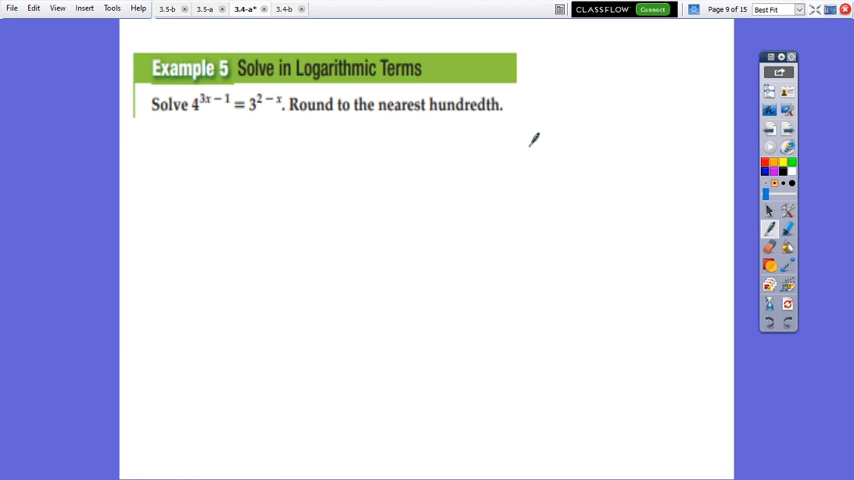 File Edit View Insert Tools Help 3.5-b 3.5-a 3.4-a* 3.4-b CLASSFLOW Connect Page 9 of 15 Best Fit
Example 5 Solve in Logarithmic Terms
Solve 4^{3x − 1} = 3^{2 − x}. Round to the nearest hundredth.